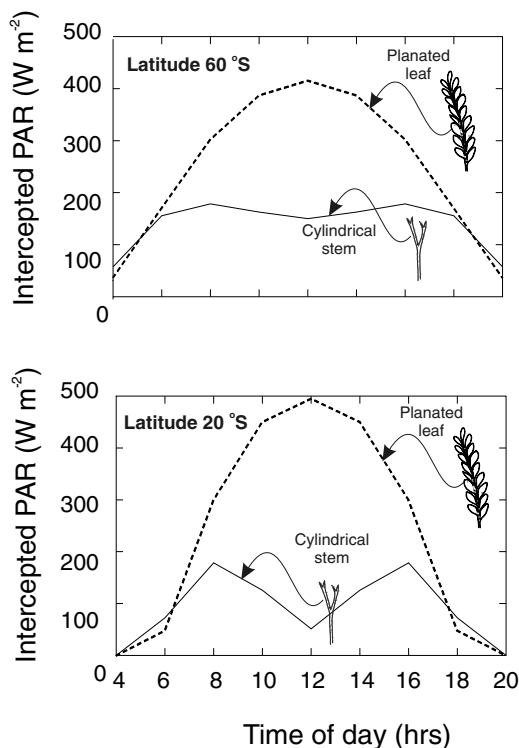 Intercepted PAR (W m⁻²)
500
400
300
200
100
0
Latitude 60 °S
Planated
leaf
Cylindrical
stem
Intercepted PAR (W m⁻²)
500
400
300
200
100
0
Latitude 20 °S
Planated
leaf
Cylindrical
stem
4 6 8 10 12 14 16 18 20
Time of day (hrs)